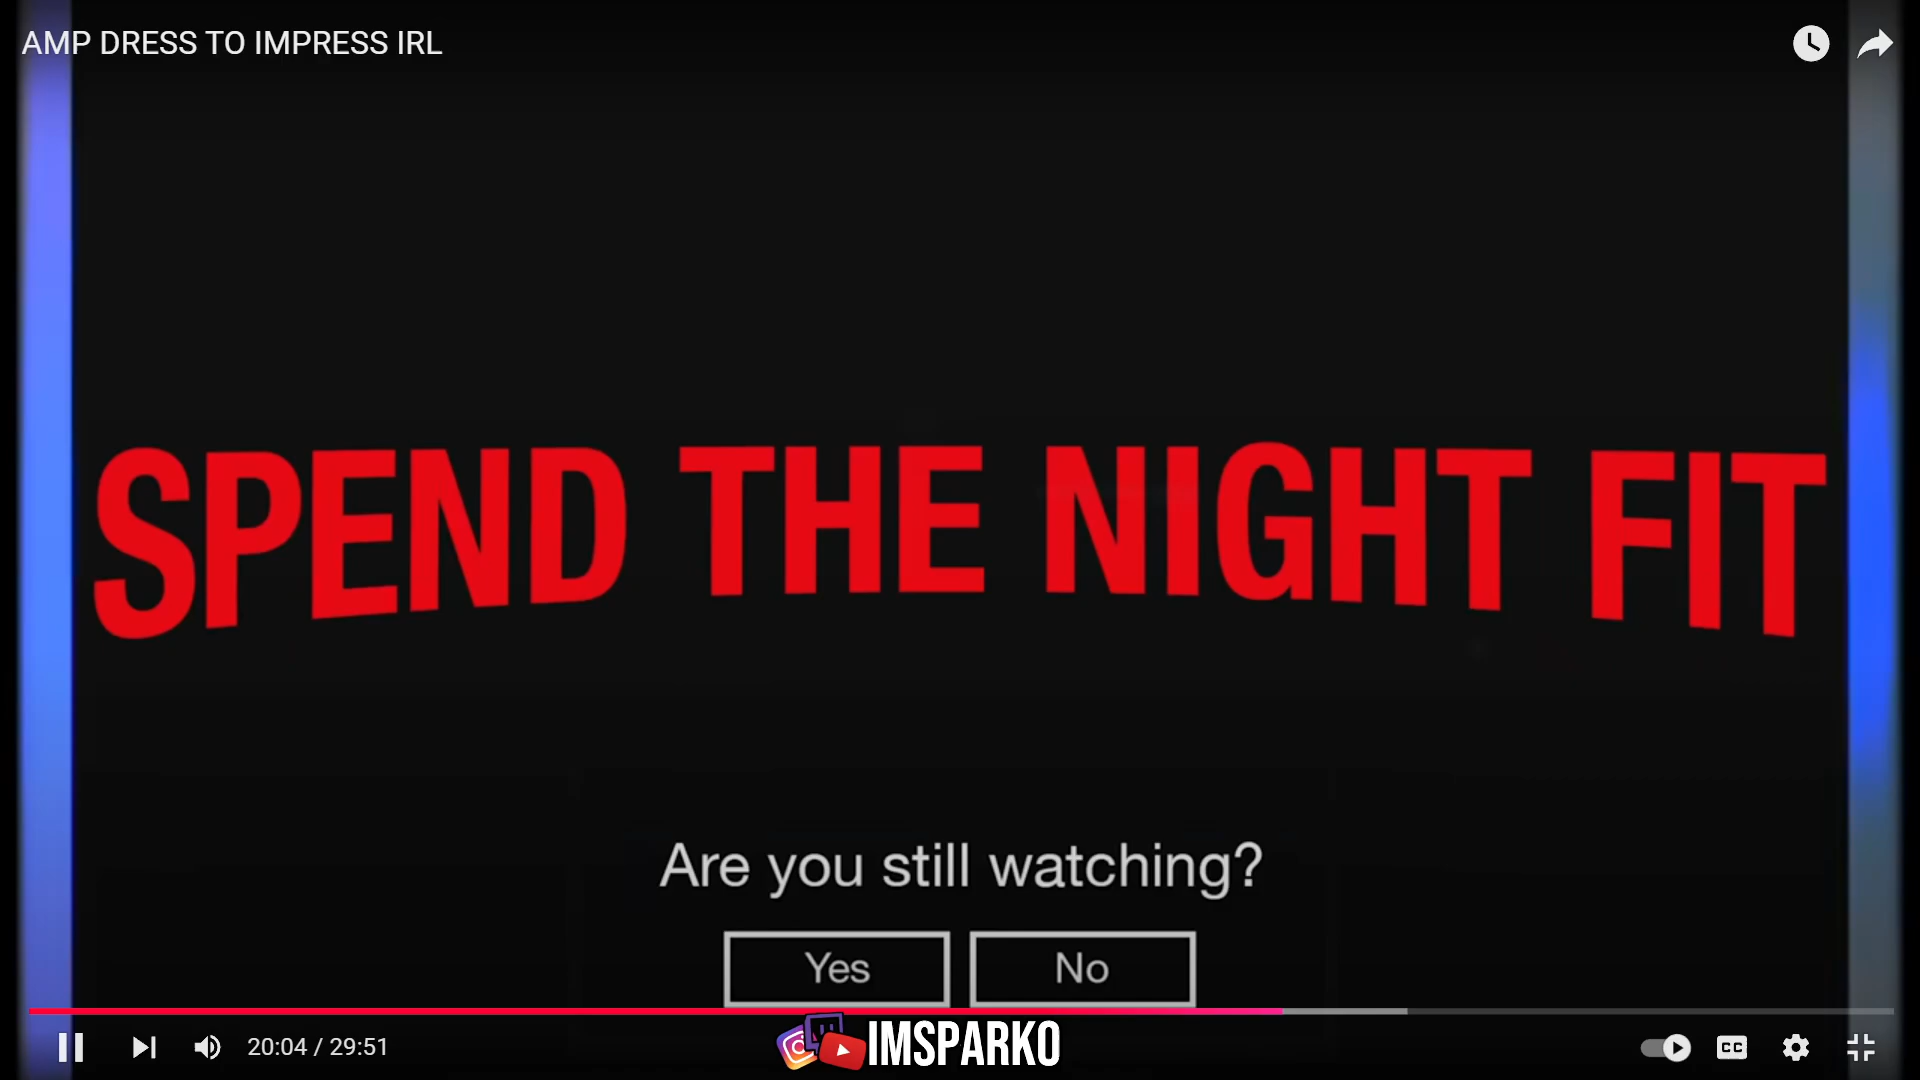 AMP DRESS TO IMPRESS IRL
SPEND THE NIGHT FIT
Are you still watching?
Yes
No
20:04 / 29:51
IMSPARKO
CC